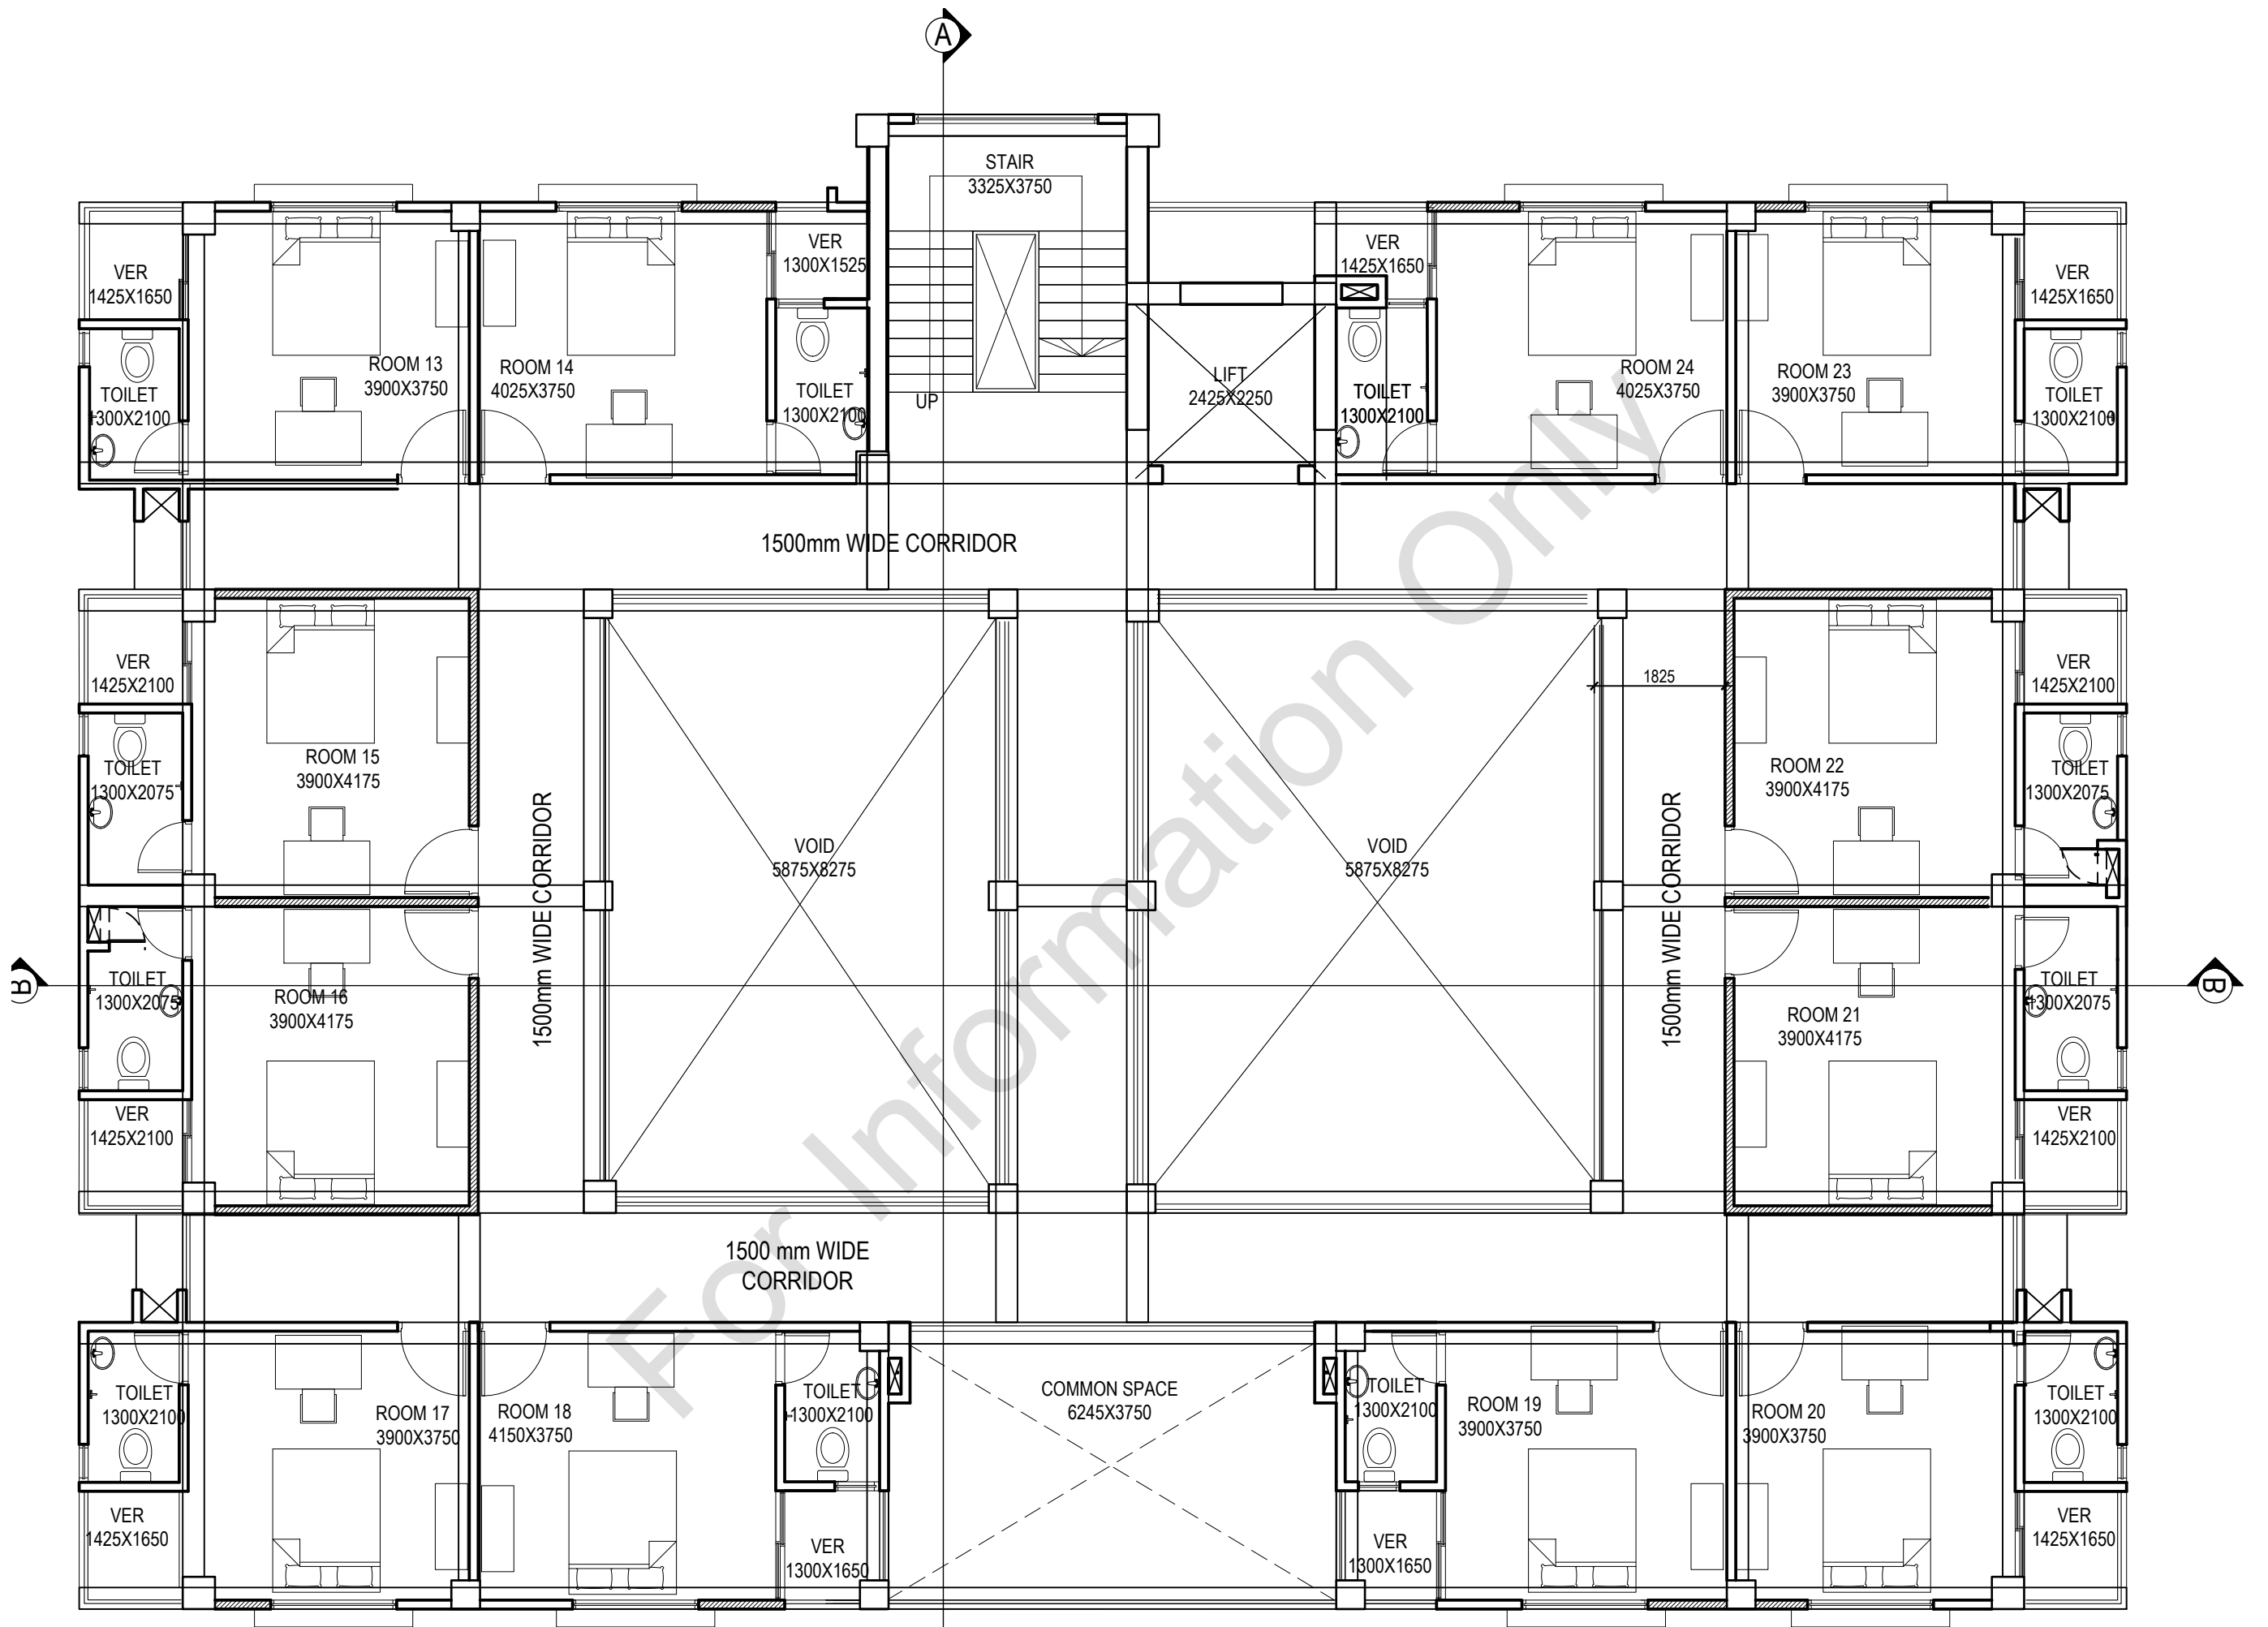 A
STAIR
3325X3750
VER
1425X1650
VER
1300X1525
VER
1425X1650
VER
1425X1650
ROOM 13
3900X3750
ROOM 14
4025X3750
TOILET
1300X2100
TOILET
1300X2100
UP
LIFT
2425X2250
TOILET
1300X2100
ROOM 24
4025X3750
ROOM 23
3900X3750
TOILET
1300X2100
1500mm WIDE CORRIDOR
VER
1425X2100
VER
1425X2100
1825
ROOM 15
3900X4175
TOILET
1300X2075
ROOM 22
3900X4175
TOILET
1300X2075
1500mm WIDE CORRIDOR
VOID
5875X8275
VOID
5875X8275
1500mm WIDE CORRIDOR
B
TOILET
1300X2075
ROOM 16
3900X4175
ROOM 21
3900X4175
TOILET
1300X2075
B
VER
1425X2100
VER
1425X2100
1500 mm WIDE
CORRIDOR
TOILET
1300X2100
ROOM 17
3900X3750
ROOM 18
4150X3750
TOILET
1300X2100
COMMON SPACE
6245X3750
TOILET
1300X2100
ROOM 19
3900X3750
ROOM 20
3900X3750
TOILET
1300X2100
VER
1425X1650
VER
1300X1650
VER
1300X1650
VER
1425X1650
For Information Only